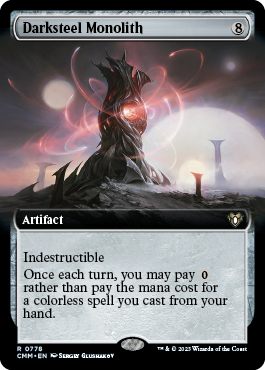 Darksteel Monolith 8
Artifact
Indestructible
Once each turn, you may pay 0
rather than pay the mana cost for
a colorless spell you cast from your
hand.
R 0778
CMM • EN Sergey Glushakov
™ & © 2023 Wizards of the Coast